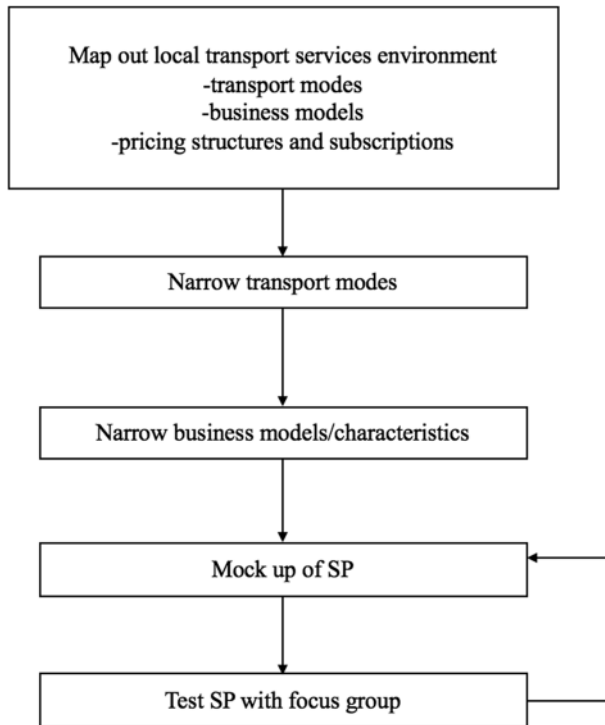 Map out local transport services environment
-transport modes
-business models
-pricing structures and subscriptions
Narrow transport modes
Narrow business models/characteristics
Mock up of SP
Test SP with focus group